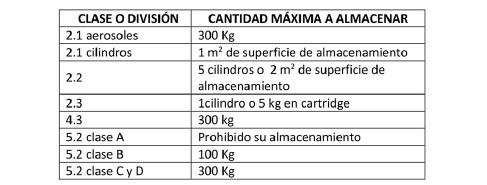 CLASE O DIVISIÓN CANTIDAD MÁXIMA A ALMACENAR
2.1 aerosoles 300 Kg
2.1 cilindros 1 m² de superficie de almacenamiento
2.2 5 cilindros o 2 m² de superficie de
almacenamiento
2.3 1cilindro o 5 kg en cartridge
4.3 300 kg
5.2 clase A Prohibido su almacenamiento
5.2 clase B 100 Kg
5.2 clase C y D 300 Kg